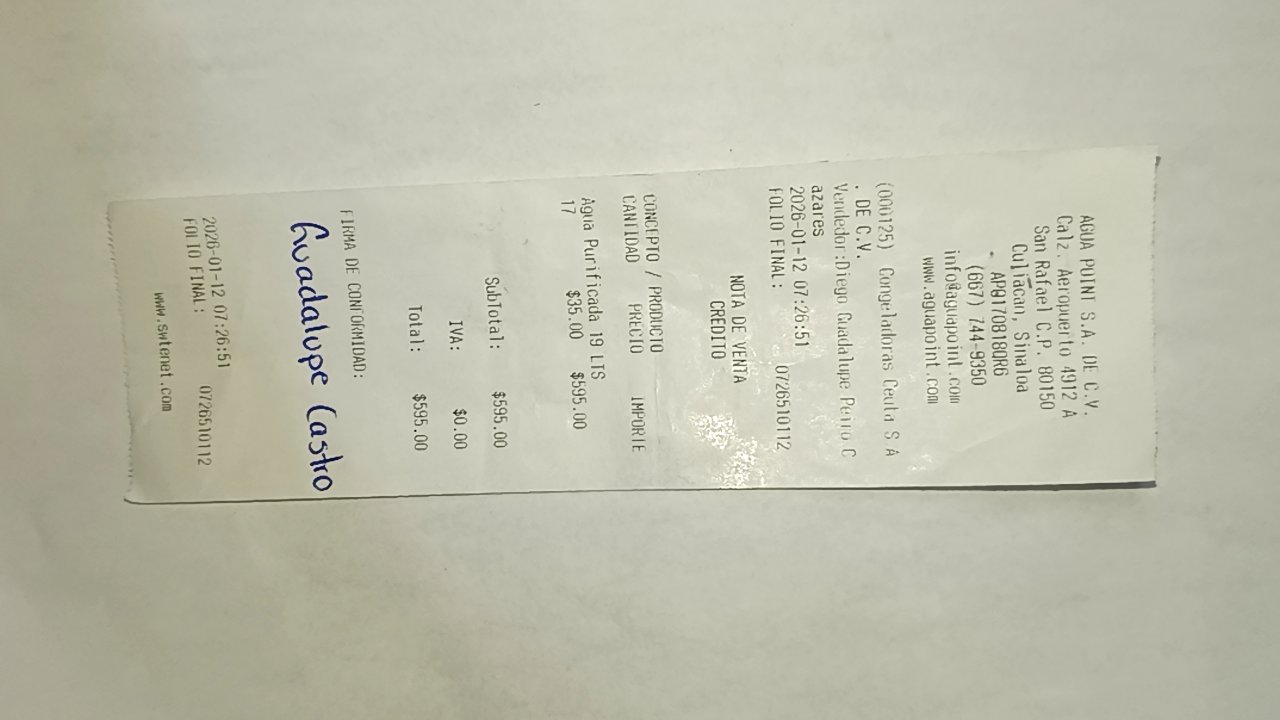 AGUA POINT S.A. DE C.V.
Calz. Aeropuerto 4912 A
San Rafael C.P. 80150
Culiacan, Sinaloa
. APO170818QR6
(667) 744-9350
info@aguapoint.com
www.aguapoint.com
(000125) Congeladoras Ceuta S A
. DE C.V.
Vendedor:Diego Guadalupe Peiro C
azares
2026-01-12 07:26:51
FOLIO FINAL: 0726510112
NOTA DE VENTA
CREDITO
CONCEPTO / PRODUCTO
CANTIDAD PRECIO IMPORTE
Agua Purificada 19 LTS
17 $35.00 $595.00
SubTotal: $595.00
IVA: $0.00
Total: $595.00
FIRMA DE CONFORMIDAD:
Guadalupe Castro
2026-01-12 07:26:51
FOLIO FINAL: 0726510112
www.swtenet.com